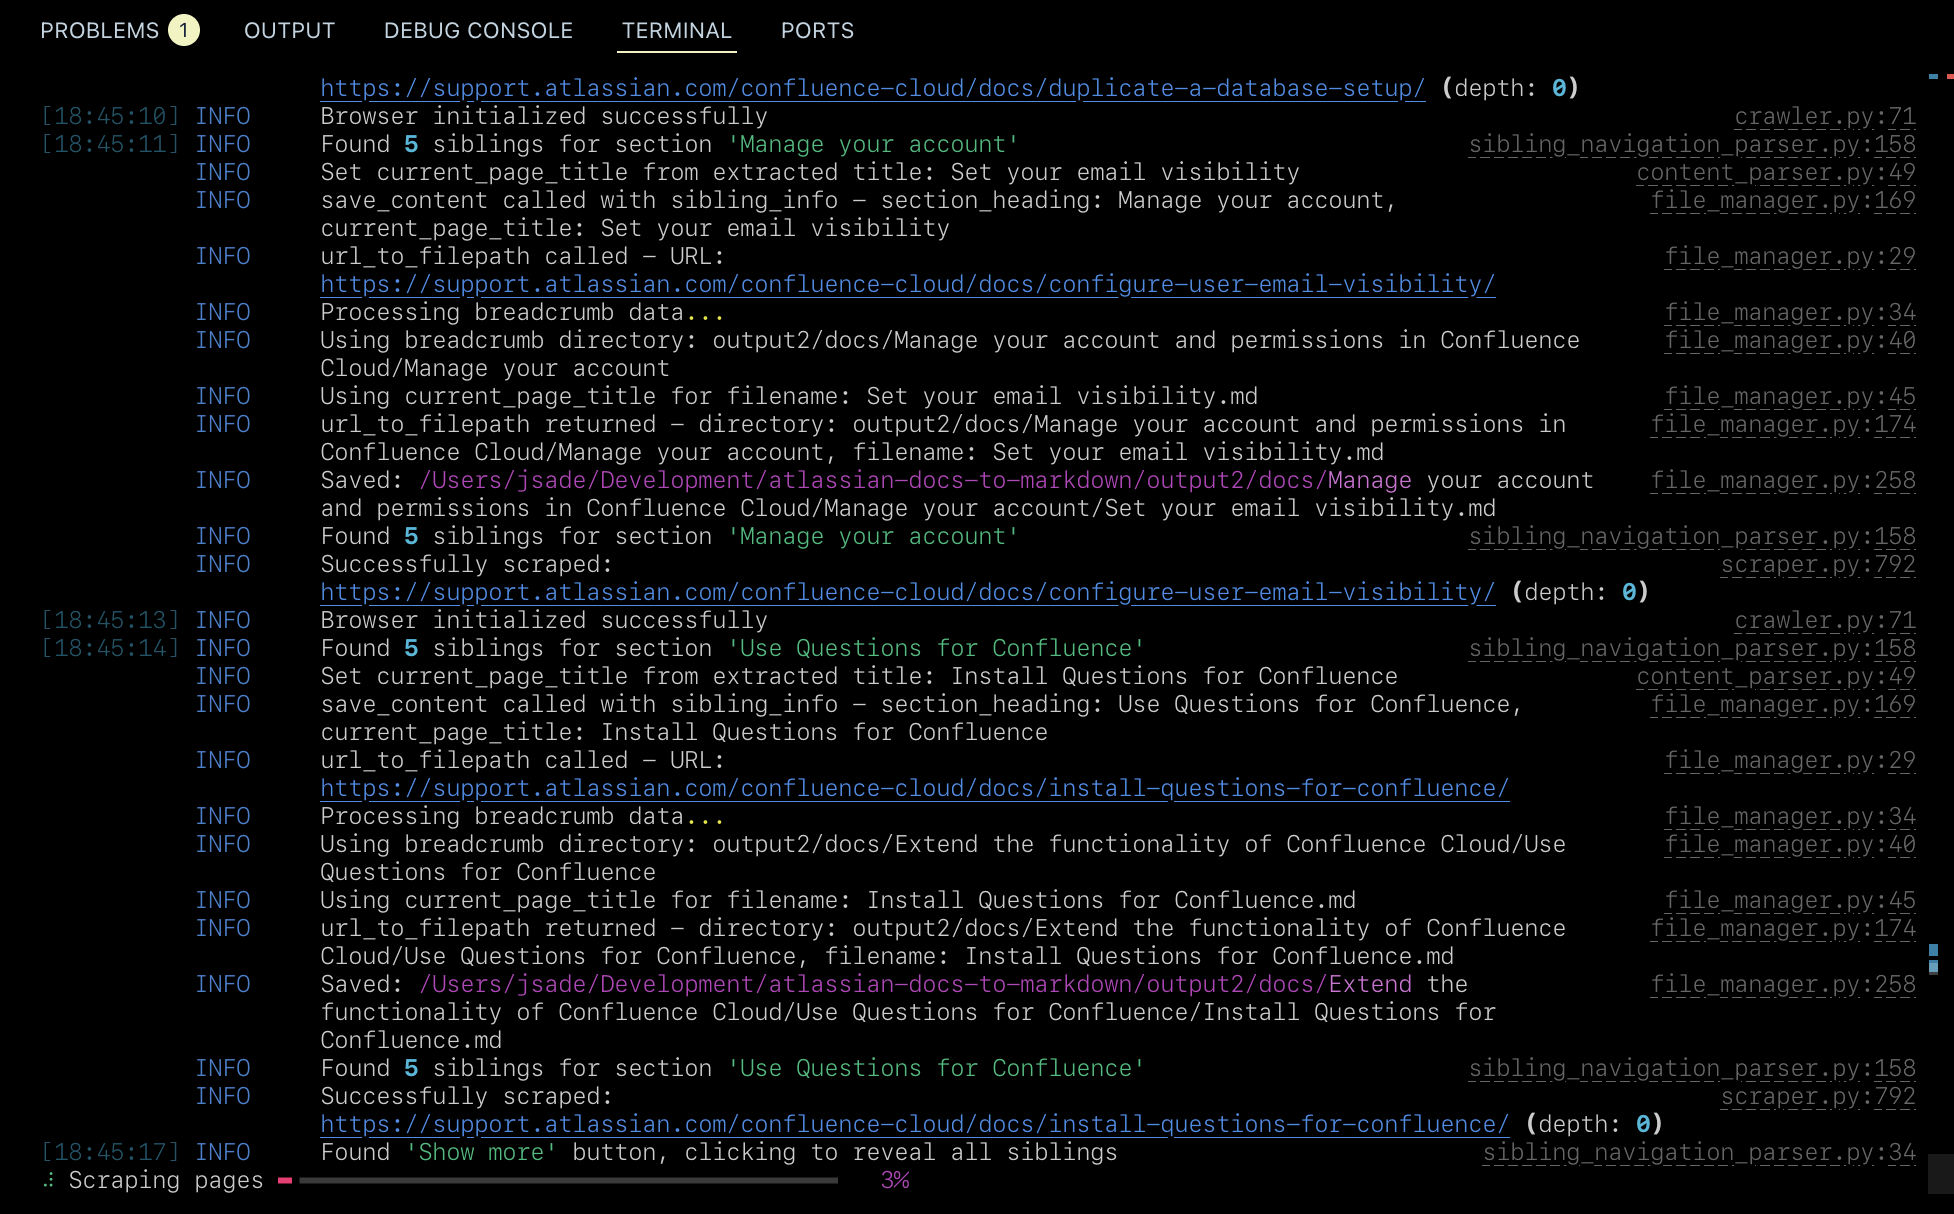 PROBLEMS 1 OUTPUT DEBUG CONSOLE TERMINAL PORTS
https://support.atlassian.com/confluence-cloud/docs/duplicate-a-database-setup/ (depth: 0)
[18:45:10] INFO Browser initialized successfully crawler.py:71
[18:45:11] INFO Found 5 siblings for section 'Manage your account' sibling_navigation_parser.py:158
INFO Set current_page_title from extracted title: Set your email visibility content_parser.py:49
INFO save_content called with sibling_info - section_heading: Manage your account, file_manager.py:169
current_page_title: Set your email visibility
INFO url_to_filepath called - URL: file_manager.py:29
https://support.atlassian.com/confluence-cloud/docs/configure-user-email-visibility/
INFO Processing breadcrumb data... file_manager.py:34
INFO Using breadcrumb directory: output2/docs/Manage your account and permissions in Confluence file_manager.py:40
Cloud/Manage your account
INFO Using current_page_title for filename: Set your email visibility.md file_manager.py:45
INFO url_to_filepath returned - directory: output2/docs/Manage your account and permissions in file_manager.py:174
Confluence Cloud/Manage your account, filename: Set your email visibility.md
INFO Saved: /Users/jsade/Development/atlassian-docs-to-markdown/output2/docs/Manage your account file_manager.py:258
and permissions in Confluence Cloud/Manage your account/Set your email visibility.md
INFO Found 5 siblings for section 'Manage your account' sibling_navigation_parser.py:158
INFO Successfully scraped: scraper.py:792
https://support.atlassian.com/confluence-cloud/docs/configure-user-email-visibility/ (depth: 0)
[18:45:13] INFO Browser initialized successfully crawler.py:71
[18:45:14] INFO Found 5 siblings for section 'Use Questions for Confluence' sibling_navigation_parser.py:158
INFO Set current_page_title from extracted title: Install Questions for Confluence content_parser.py:49
INFO save_content called with sibling_info - section_heading: Use Questions for Confluence, file_manager.py:169
current_page_title: Install Questions for Confluence
INFO url_to_filepath called - URL: file_manager.py:29
https://support.atlassian.com/confluence-cloud/docs/install-questions-for-confluence/
INFO Processing breadcrumb data... file_manager.py:34
INFO Using breadcrumb directory: output2/docs/Extend the functionality of Confluence Cloud/Use file_manager.py:40
Questions for Confluence
INFO Using current_page_title for filename: Install Questions for Confluence.md file_manager.py:45
INFO url_to_filepath returned - directory: output2/docs/Extend the functionality of Confluence file_manager.py:174
Cloud/Use Questions for Confluence, filename: Install Questions for Confluence.md
INFO Saved: /Users/jsade/Development/atlassian-docs-to-markdown/output2/docs/Extend the file_manager.py:258
functionality of Confluence Cloud/Use Questions for Confluence/Install Questions for
Confluence.md
INFO Found 5 siblings for section 'Use Questions for Confluence' sibling_navigation_parser.py:158
INFO Successfully scraped: scraper.py:792
https://support.atlassian.com/confluence-cloud/docs/install-questions-for-confluence/ (depth: 0)
[18:45:17] INFO Found 'Show more' button, clicking to reveal all siblings sibling_navigation_parser.py:34
Scraping pages 3%